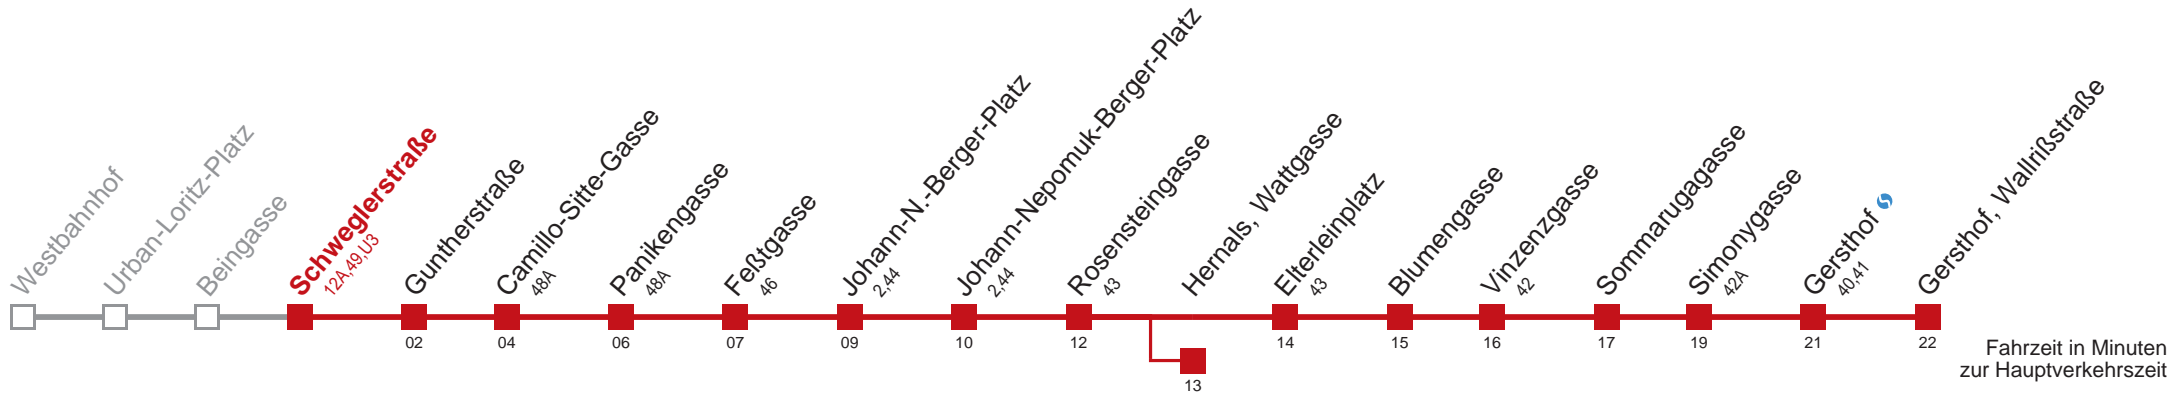 Westbahnhof
Urban-Loritz-Platz
Beingasse
Schweglerstraße
12A,49,U3
Guntherstraße
02
Camillo-Sitte-Gasse
48A
04
Panikengasse
48A
06
Feßtgasse
46
07
Johann-N.-Berger-Platz
2,44
09
Johann-Nepomuk-Berger-Platz
2,44
10
Rosensteingasse
43
12
Hernals, Wattgasse
13
Elterleinplatz
43
14
Blumengasse
15
Vinzenzgasse
42
16
Sommarugagasse
17
Simonygasse
42A
19
Gersthof
40,41
21
Gersthof, Wallrißstraße
22
Fahrzeit in Minuten
zur Hauptverkehrszeit